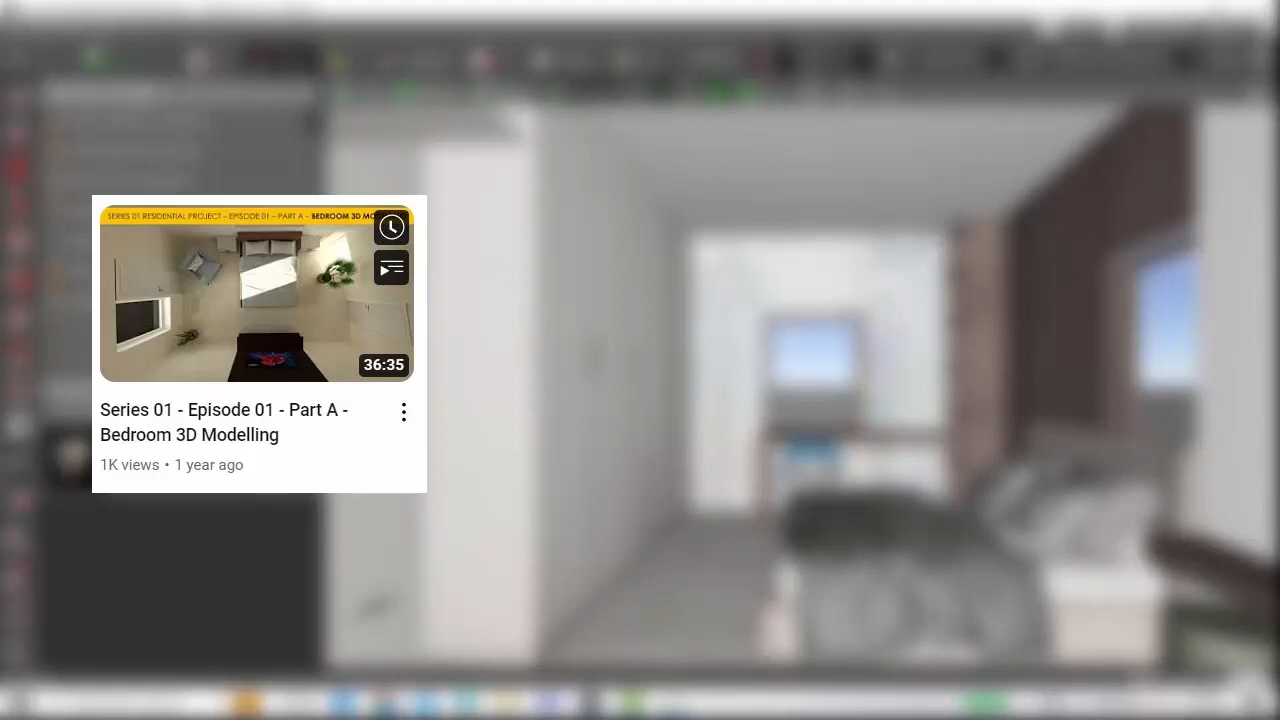 SERIES 01 RESIDENTIAL PROJECT – EPISODE 01 – PART A – BEDROOM 3D MO
36:35
Series 01 - Episode 01 - Part A -
Bedroom 3D Modelling
1K views • 1 year ago